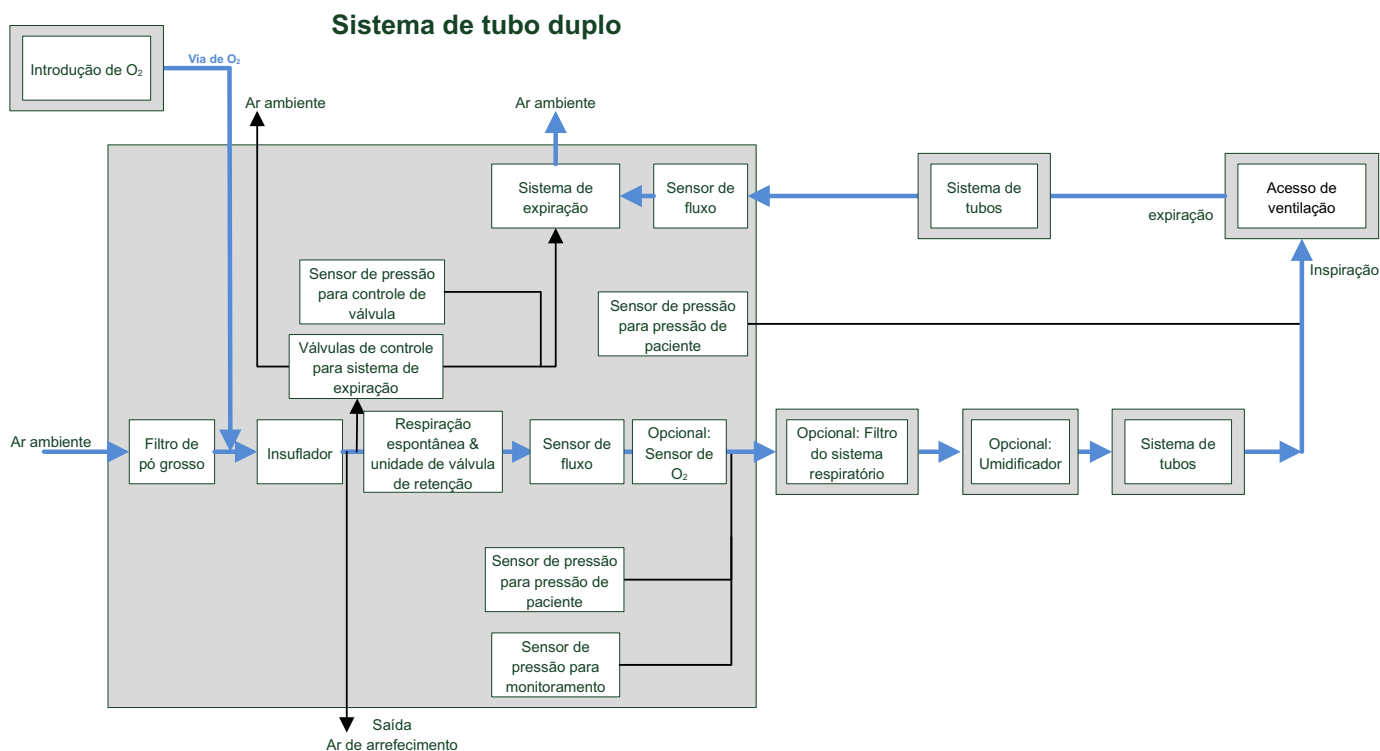 Sistema de tubo duplo
Introdução de O₂
Via de O₂
Ar ambiente
Ar ambiente
Sistema de
expiração
Sensor de
fluxo
Sistema de
tubos
expiração
Acesso de
ventilação
Inspiração
Sensor de pressão
para controle de
válvula
Sensor de pressão
para pressão de
paciente
Válvulas de controle
para sistema de
expiração
Ar ambiente
Filtro de
pó grosso
Insuflador
Respiração
espontânea &
unidade de válvula
de retenção
Sensor de
fluxo
Opcional:
Sensor de
O₂
Opcional: Filtro
do sistema
respiratório
Opcional:
Umidificador
Sistema de
tubos
Sensor de pressão
para pressão de
paciente
Sensor de
pressão para
monitoramento
Saída
Ar de arrefecimento